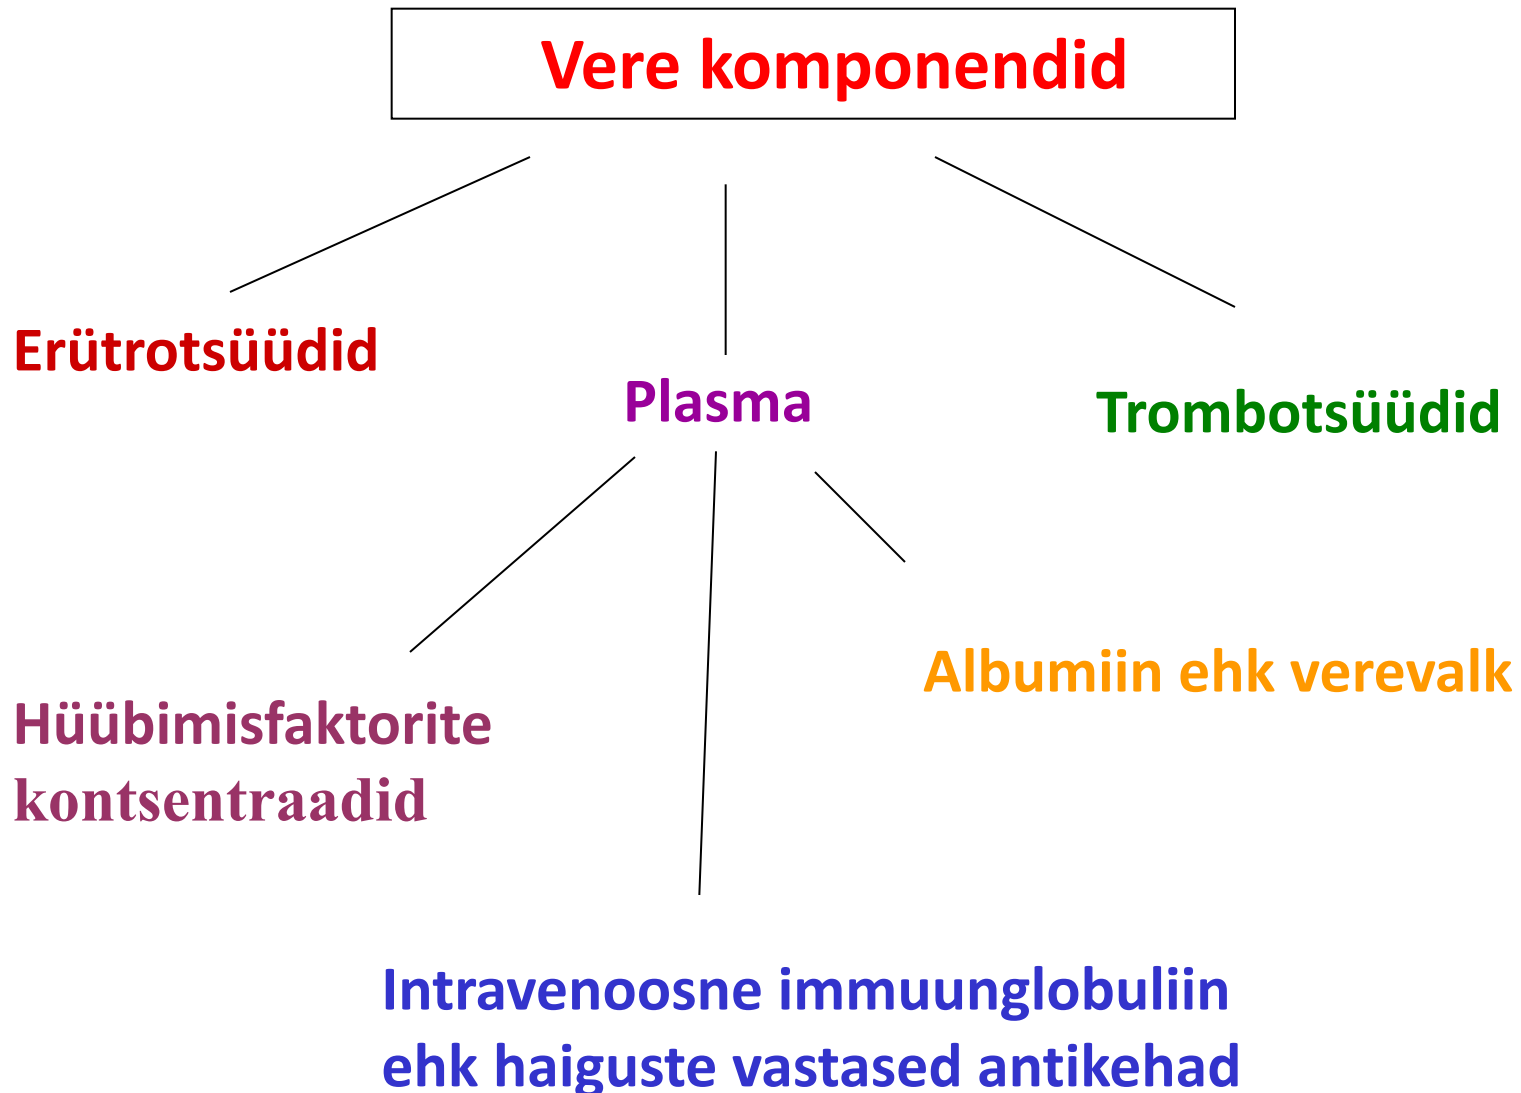 Vere komponendid
Erütrotsüüdid
Plasma
Trombotsüüdid
Albumiin ehk verevalk
Hüübimisfaktorite
kontsentraadid
Intravenoosne immuunglobuliin
ehk haiguste vastased antikehad